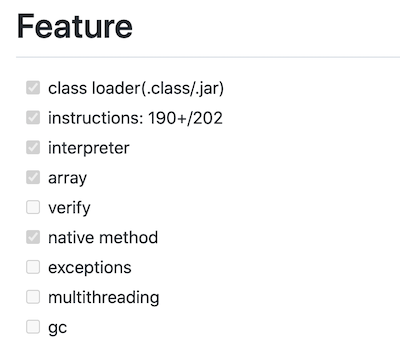 Feature
class loader(.class/.jar)
instructions: 190+/202
interpreter
array
verify
native method
exceptions
multithreading
gc